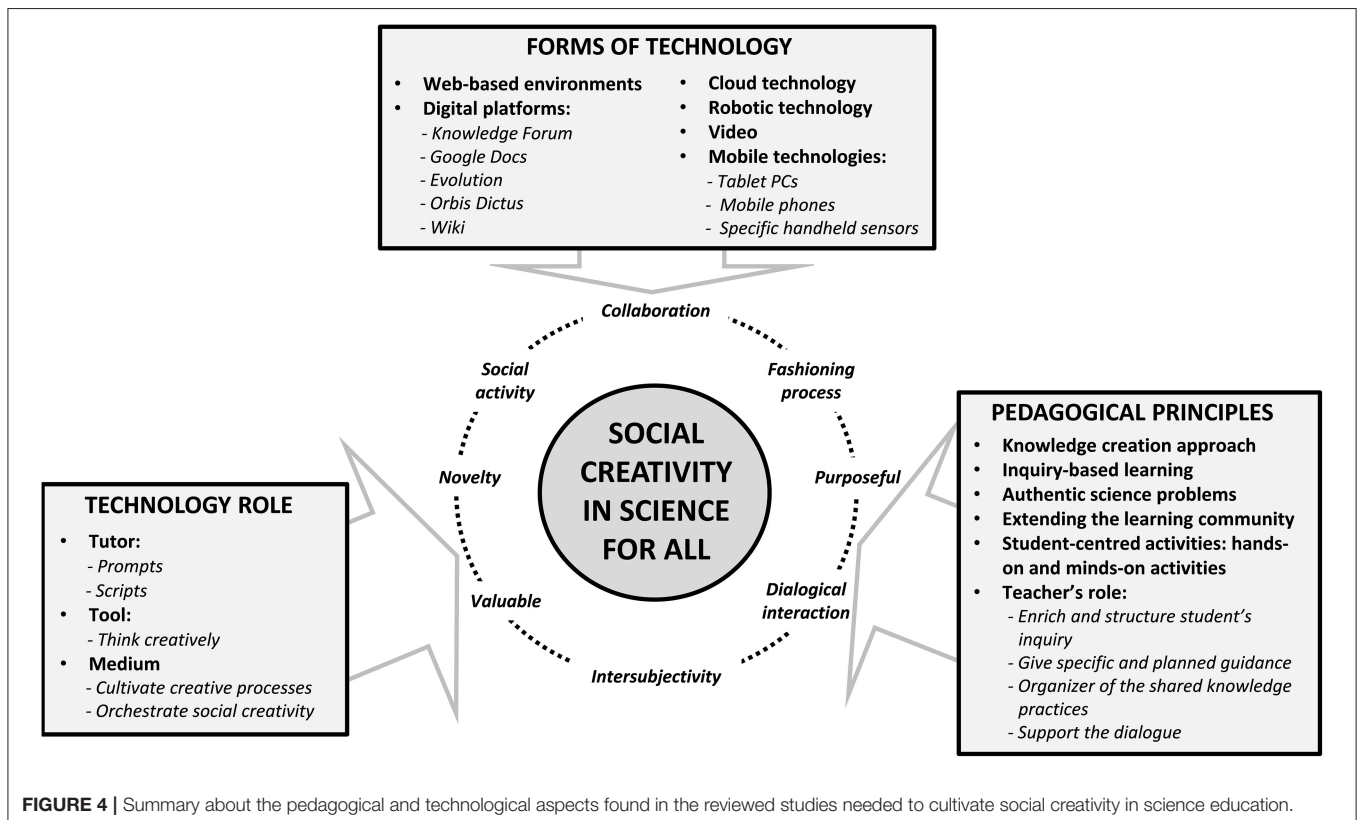 FORMS OF TECHNOLOGY
• Web-based environments
• Digital platforms:
- Knowledge Forum
- Google Docs
- Evolution
- Orbis Dictus
- Wiki
• Cloud technology
• Robotic technology
• Video
• Mobile technologies:
- Tablet PCs
- Mobile phones
- Specific handheld sensors
Collaboration
Social
activity
Fashioning
process
Novelty
Purposeful
Valuable
Dialogical
interaction
Intersubjectivity
SOCIAL
CREATIVITY
IN SCIENCE
FOR ALL
TECHNOLOGY ROLE
• Tutor:
- Prompts
- Scripts
• Tool:
- Think creatively
• Medium
- Cultivate creative processes
- Orchestrate social creativity
PEDAGOGICAL PRINCIPLES
• Knowledge creation approach
• Inquiry-based learning
• Authentic science problems
• Extending the learning community
• Student-centred activities: hands-
on and minds-on activities
• Teacher's role:
- Enrich and structure student's
inquiry
- Give specific and planned guidance
- Organizer of the shared knowledge
practices
- Support the dialogue
FIGURE 4 | Summary about the pedagogical and technological aspects found in the reviewed studies needed to cultivate social creativity in science education.